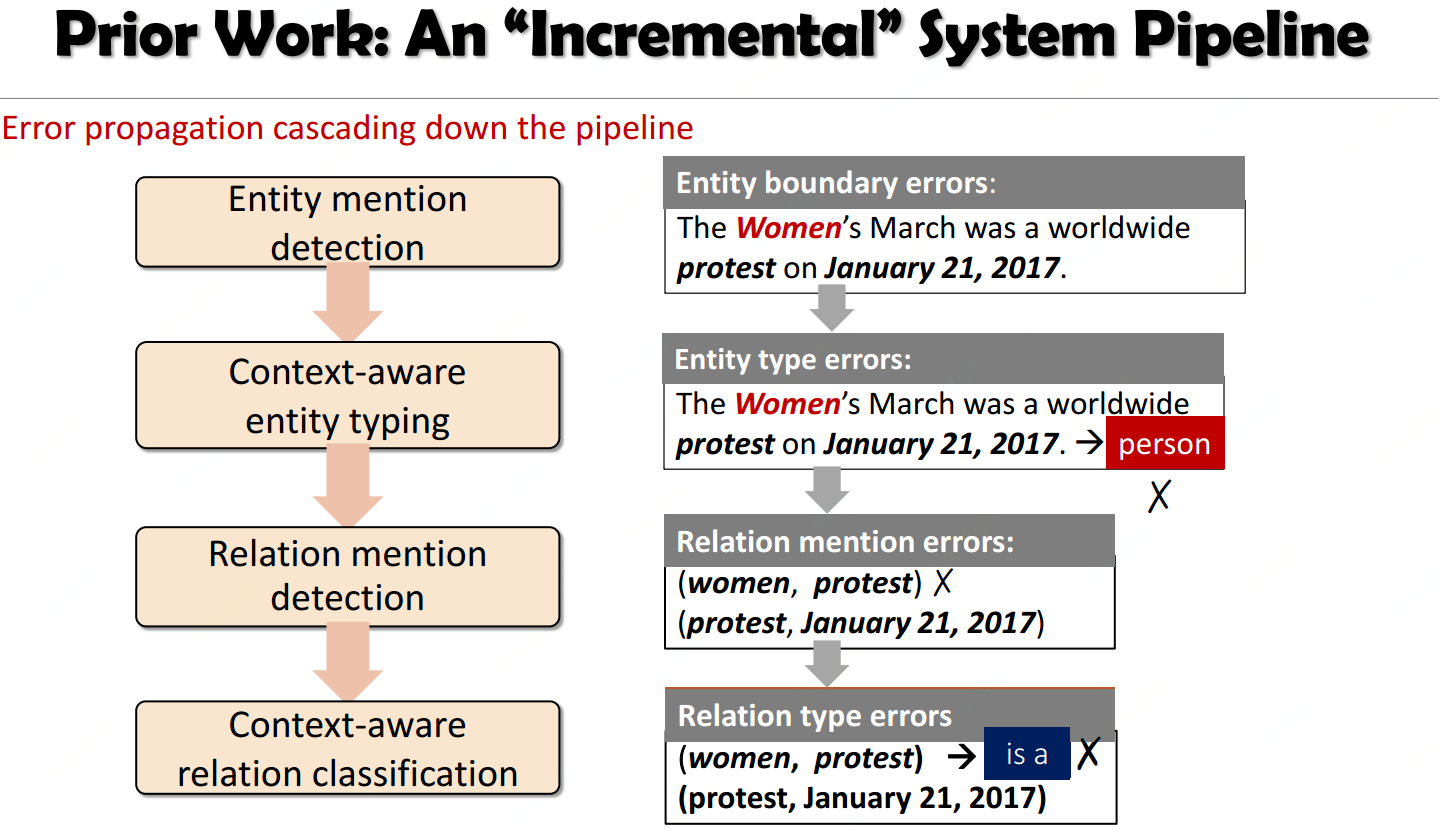 Prior Work: An “Incremental” System Pipeline
Error propagation cascading down the pipeline
Entity mention
detection
Context-aware
entity typing
Relation mention
detection
Context-aware
relation classification
Entity boundary errors:
The Women’s March was a worldwide
protest on January 21, 2017.
Entity type errors:
The Women’s March was a worldwide
protest on January 21, 2017. → person
✗
Relation mention errors:
(women, protest) ✗
(protest, January 21, 2017)
Relation type errors
(women, protest) → is a ✗
(protest, January 21, 2017)